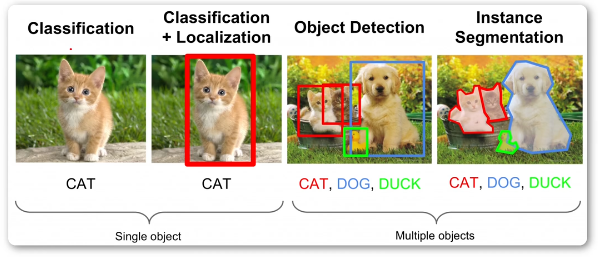 Classification
Classification
+ Localization
Object Detection
Instance
Segmentation
CAT
CAT
CAT, DOG, DUCK
CAT, DOG, DUCK
Single object
Multiple objects